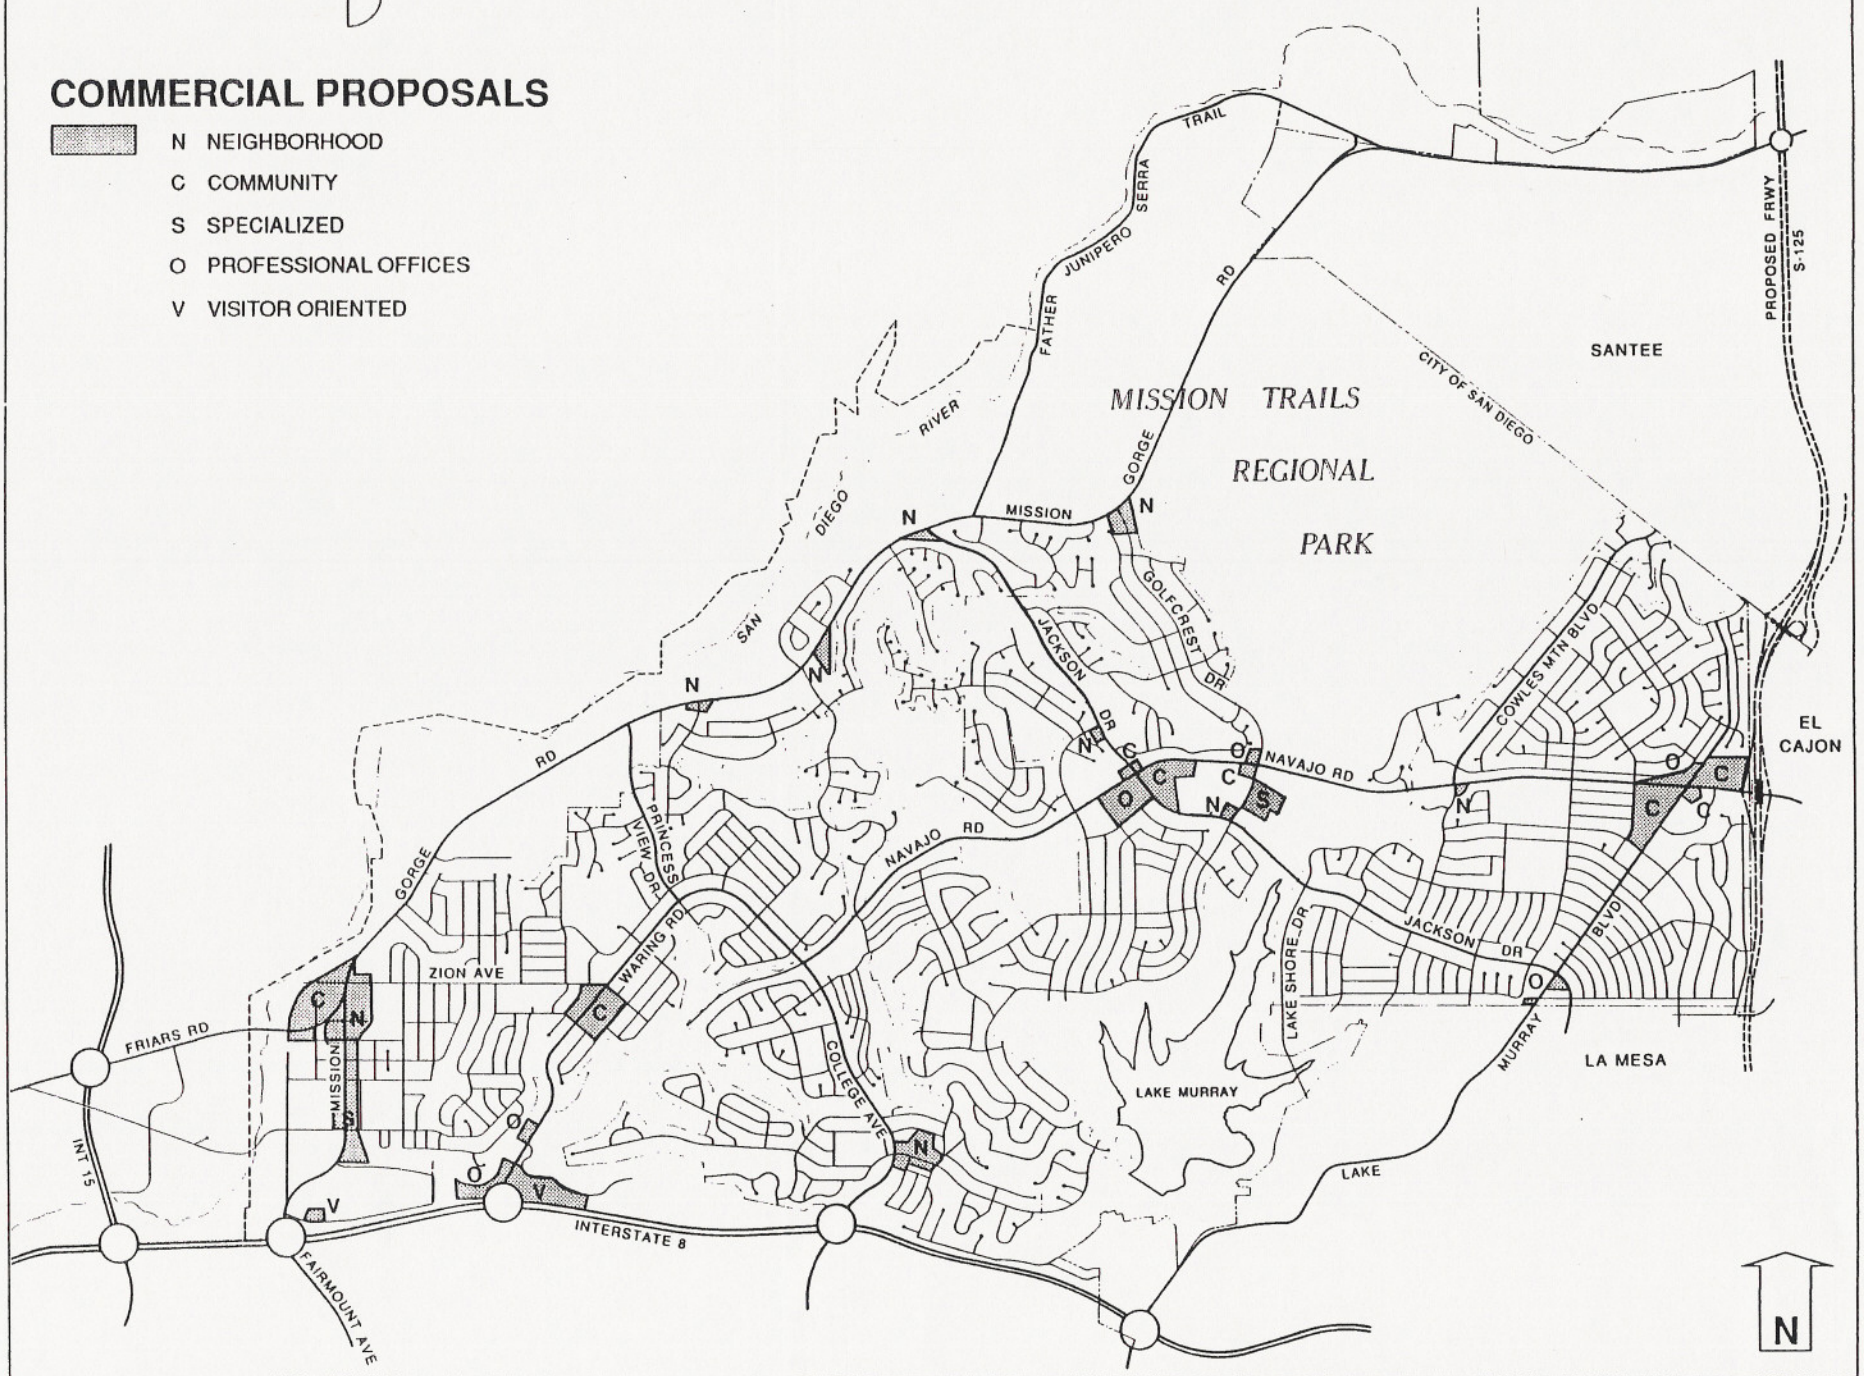 COMMERCIAL PROPOSALS
N NEIGHBORHOOD
C COMMUNITY
S SPECIALIZED
O PROFESSIONAL OFFICES
V VISITOR ORIENTED
TRAIL
SERRA
JUNIPERO
FATHER
RD
PROPOSED FRWY
S-125
SANTEE
CITY OF SAN DIEGO
MISSION TRAILS
REGIONAL
PARK
RIVER
DIEGO
SAN
GORGE
MISSION
N
N
GOLFCREST
DR
JACKSON
DR
COWLES MTN BLVD
EL
CAJON
N
N
RD
N
C
C
O
O
C
S
N
NAVAJO RD
N
O
C
C
O
PRINCESS
VIEW DR
NAVAJO RD
GORGE
WARING RD
ZION AVE
LAKE SHORE DR
JACKSON DR
BLVD
O
C
N
C
FRIARS RD
MISSION
S
COLLEGE AVE
LAKE MURRAY
MURRAY
LA MESA
O
O
V
V
N
INT 15
LAKE
INTERSTATE 8
FAIRMOUNT AVE
N